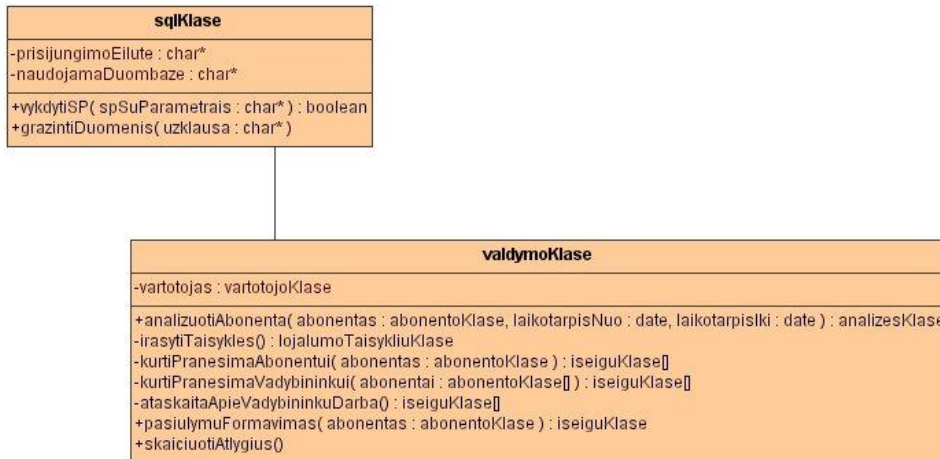 sqlKlase
-prisijungimoEilute : char*
-naudojamaDuombaze : char*
+vykdytiSP( spSuParametrais : char* ) : boolean
+grazintiDuomenis( uzklausa : char* )
valdymoKlase
-vartotojas : vartotojoKlase
+analizuotiAbonenta( abonentas : abonentoKlase, laikotarpisNuo : date, laikotarpisIki : date ) : analizesKlase
-irasytiTaisykles() : lojalumoTaisykliuKlase
-kurtiPranesimaAbonentui( abonentas : abonentoKlase ) : iseiguKlase[]
-kurtiPranesimaVadybininkui( abonentai : abonentoKlase[] ) : iseiguKlase[]
-ataskaitaApieVadybininkuDarba() : iseiguKlase[]
+pasiulymuFormavimas( abonentas : abonentoKlase ) : iseiguKlase
+skaiciuotiAtlygius()